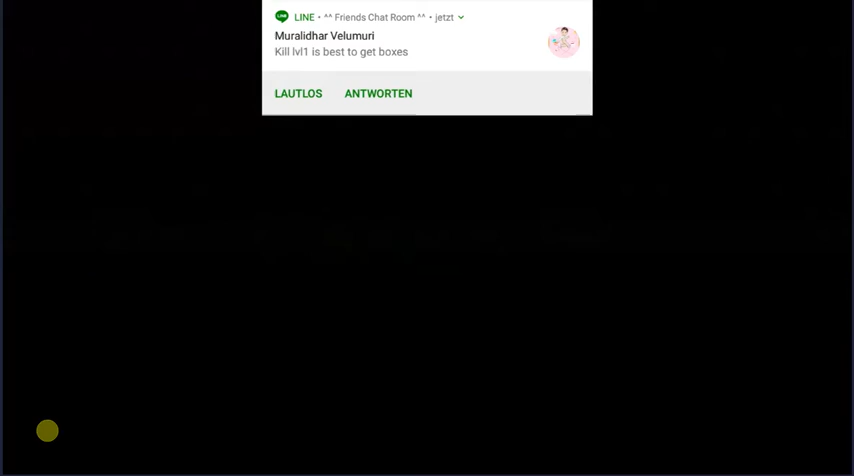 LINE • ^^ Friends Chat Room ^^ • jetzt
Muralidhar Velumuri
Kill lvl1 is best to get boxes
LAUTLOS ANTWORTEN